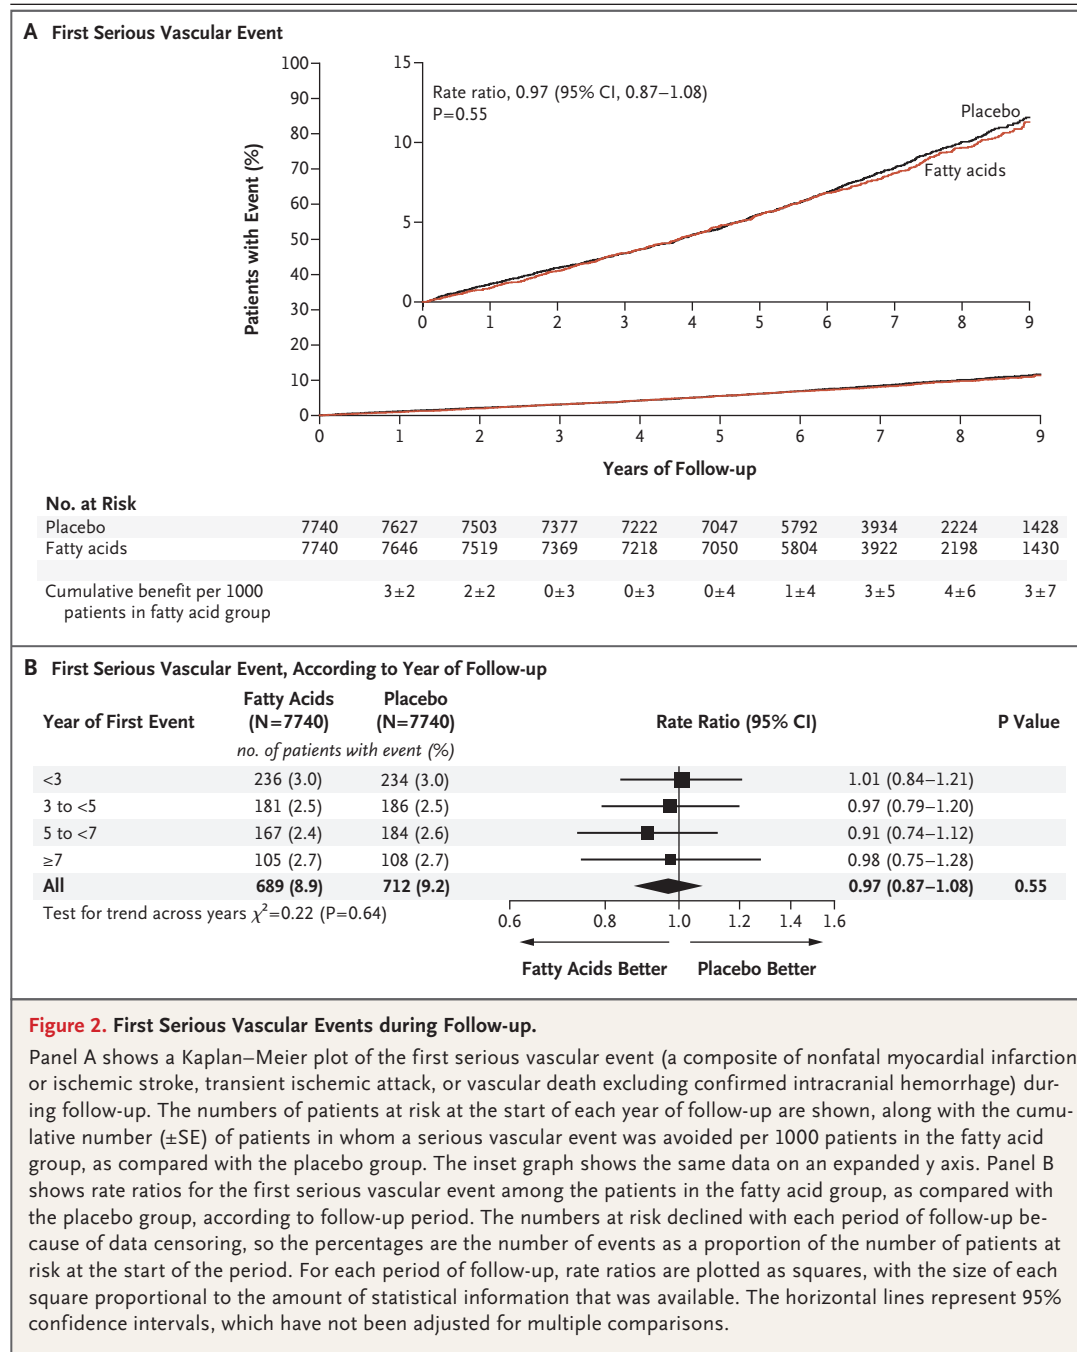 A First Serious Vascular Event
Patients with Event (%)
100
90
80
70
60
50
40
30
20
10
0
15
10
5
0
Rate ratio, 0.97 (95% CI, 0.87–1.08)
P=0.55
Placebo
Fatty acids
0 1 2 3 4 5 6 7 8 9
0 1 2 3 4 5 6 7 8 9
Years of Follow-up
No. at Risk
Placebo 7740 7627 7503 7377 7222 7047 5792 3934 2224 1428
Fatty acids 7740 7646 7519 7369 7218 7050 5804 3922 2198 1430
Cumulative benefit per 1000 3±2 2±2 0±3 0±3 0±4 1±4 3±5 4±6 3±7
patients in fatty acid group
B First Serious Vascular Event, According to Year of Follow-up
Year of First Event Fatty Acids (N=7740) Placebo (N=7740) Rate Ratio (95% CI) P Value
no. of patients with event (%)
<3 236 (3.0) 234 (3.0) 1.01 (0.84–1.21)
3 to <5 181 (2.5) 186 (2.5) 0.97 (0.79–1.20)
5 to <7 167 (2.4) 184 (2.6) 0.91 (0.74–1.12)
≥7 105 (2.7) 108 (2.7) 0.98 (0.75–1.28)
All 689 (8.9) 712 (9.2) 0.97 (0.87–1.08) 0.55
Test for trend across years χ²=0.22 (P=0.64)
0.6 0.8 1.0 1.2 1.4 1.6
Fatty Acids Better Placebo Better
Figure 2. First Serious Vascular Events during Follow-up.
Panel A shows a Kaplan–Meier plot of the first serious vascular event (a composite of nonfatal myocardial infarction
or ischemic stroke, transient ischemic attack, or vascular death excluding confirmed intracranial hemorrhage) dur-
ing follow-up. The numbers of patients at risk at the start of each year of follow-up are shown, along with the cumu-
lative number (±SE) of patients in whom a serious vascular event was avoided per 1000 patients in the fatty acid
group, as compared with the placebo group. The inset graph shows the same data on an expanded y axis. Panel B
shows rate ratios for the first serious vascular event among the patients in the fatty acid group, as compared with
the placebo group, according to follow-up period. The numbers at risk declined with each period of follow-up be-
cause of data censoring, so the percentages are the number of events as a proportion of the number of patients at
risk at the start of the period. For each period of follow-up, rate ratios are plotted as squares, with the size of each
square proportional to the amount of statistical information that was available. The horizontal lines represent 95%
confidence intervals, which have not been adjusted for multiple comparisons.